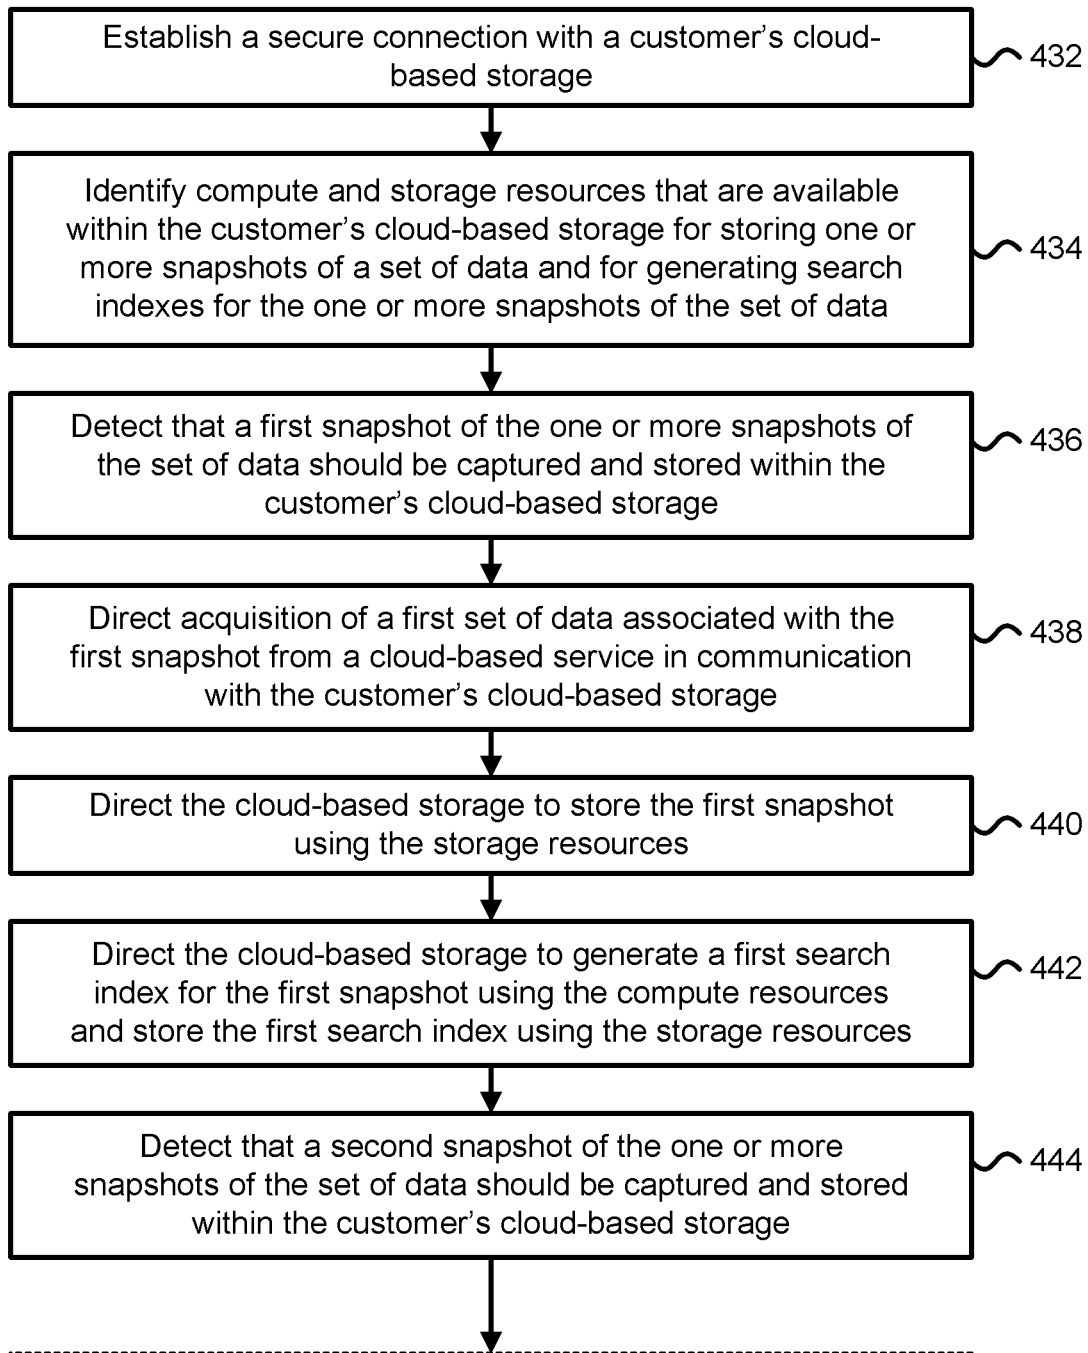 Establish a secure connection with a customer's cloud-
based storage
432
Identify compute and storage resources that are available
within the customer's cloud-based storage for storing one or
more snapshots of a set of data and for generating search
indexes for the one or more snapshots of the set of data
434
Detect that a first snapshot of the one or more snapshots of
the set of data should be captured and stored within the
customer's cloud-based storage
436
Direct acquisition of a first set of data associated with the
first snapshot from a cloud-based service in communication
with the customer's cloud-based storage
438
Direct the cloud-based storage to store the first snapshot
using the storage resources
440
Direct the cloud-based storage to generate a first search
index for the first snapshot using the compute resources
and store the first search index using the storage resources
442
Detect that a second snapshot of the one or more
snapshots of the set of data should be captured and stored
within the customer's cloud-based storage
444